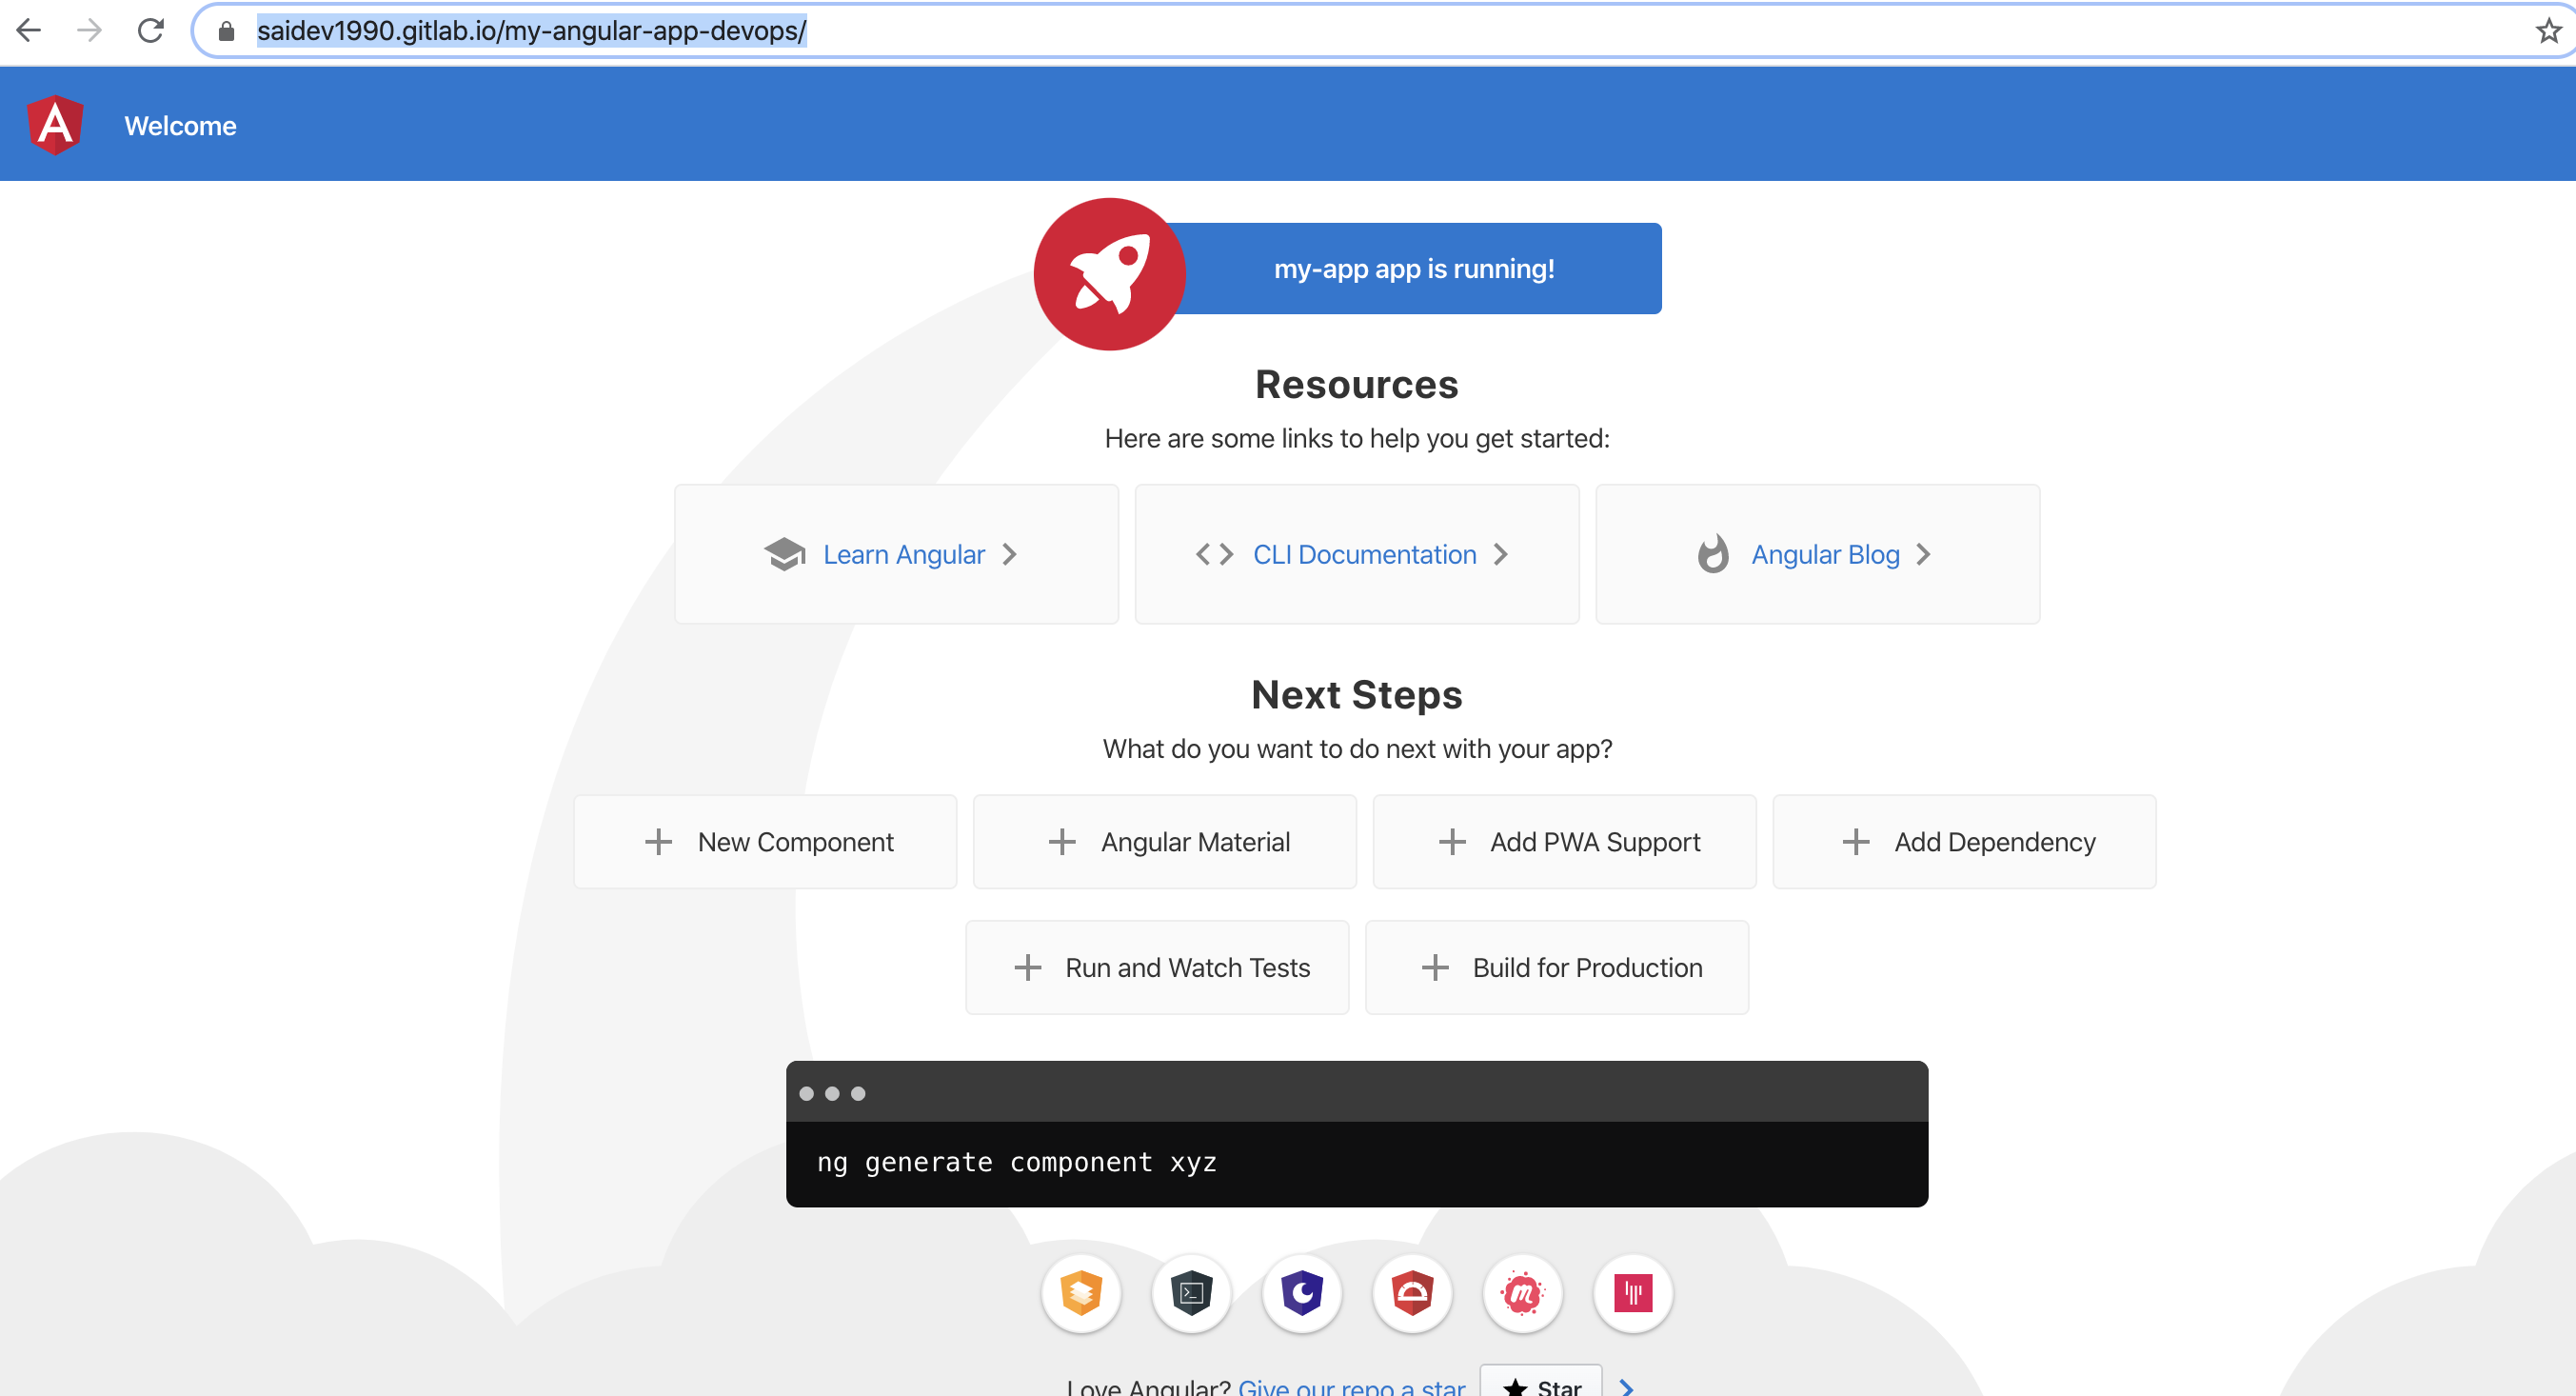 saidev1990.gitlab.io/my-angular-app-devops/
Welcome
my-app app is running!
Resources
Here are some links to help you get started:
Learn Angular
CLI Documentation
Angular Blog
Next Steps
What do you want to do next with your app?
New Component
Angular Material
Add PWA Support
Add Dependency
Run and Watch Tests
Build for Production
ng generate component xyz
Love Angular? Give our repo a star
Star